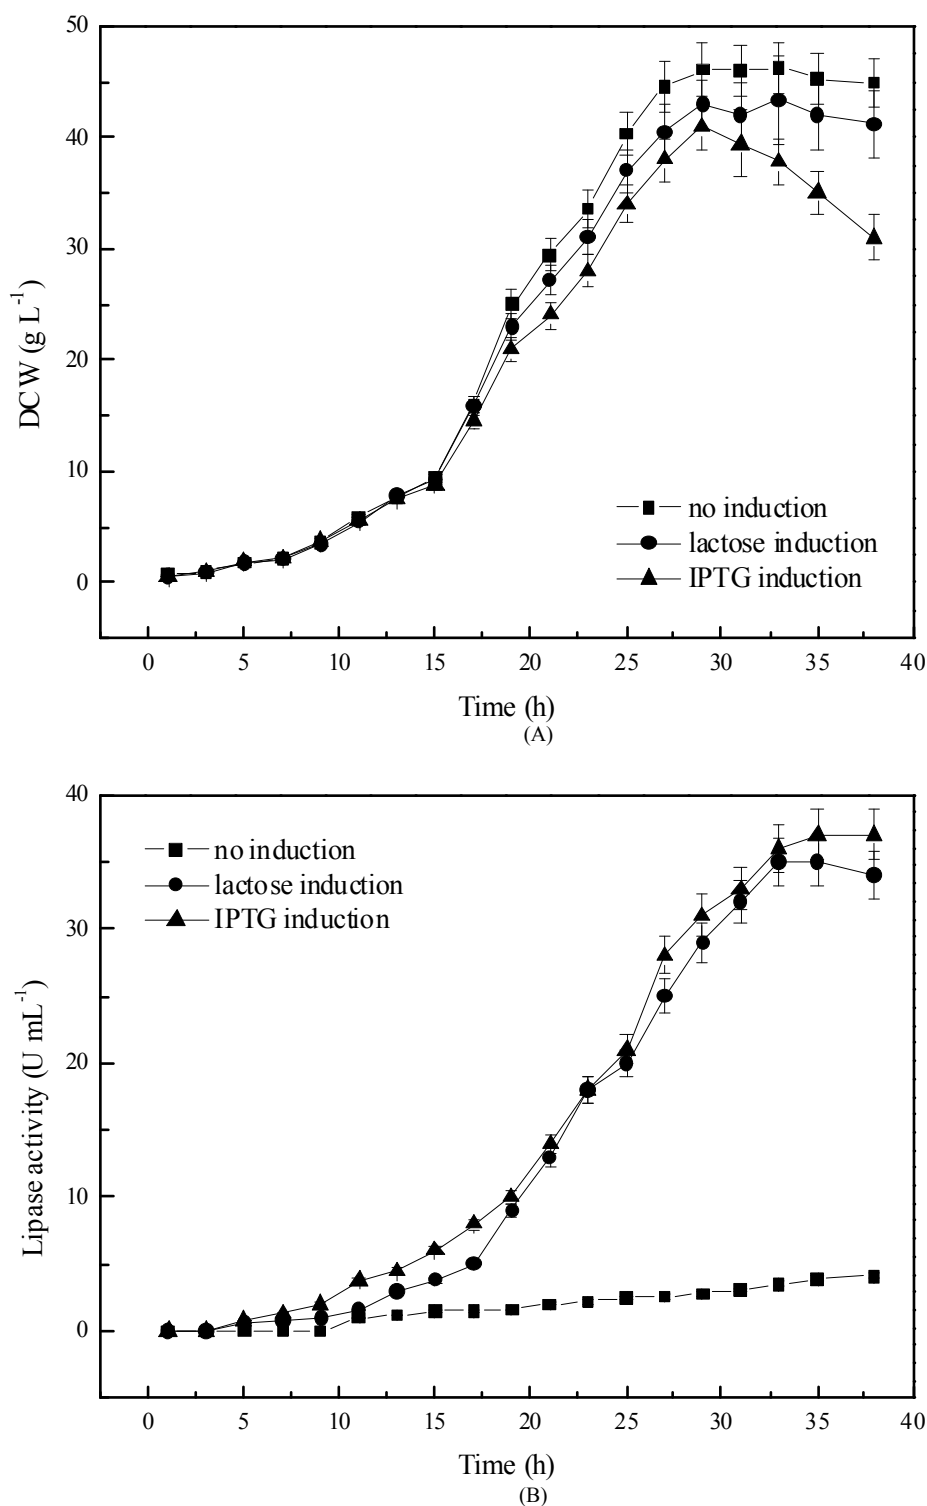 50
40
30
20
10
0
DCW (g L⁻¹)
no induction
lactose induction
IPTG induction
0 5 10 15 20 25 30 35 40
Time (h)
(A)
40
30
20
10
0
Lipase activity (U mL⁻¹)
no induction
lactose induction
IPTG induction
0 5 10 15 20 25 30 35 40
Time (h)
(B)